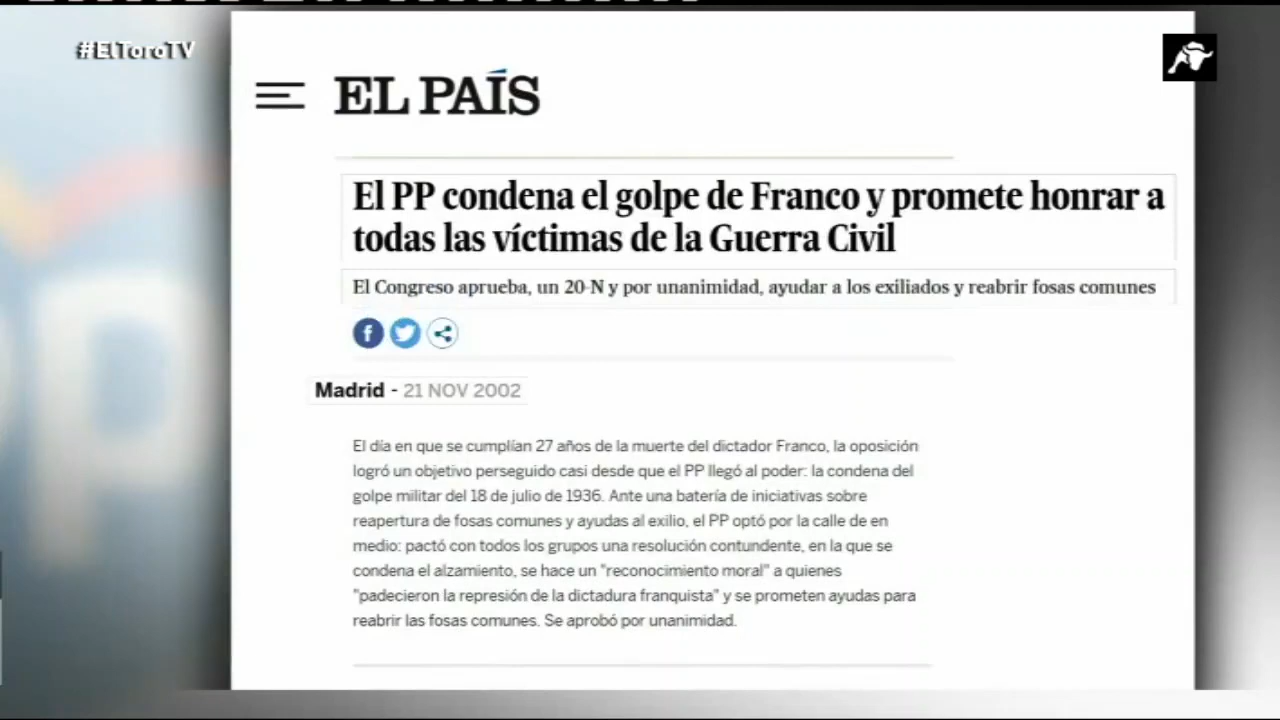 #ElToroTV
EL PAÍS
El PP condena el golpe de Franco y promete honrar a
todas las víctimas de la Guerra Civil
El Congreso aprueba, un 20-N y por unanimidad, ayudar a los exiliados y reabrir fosas comunes
Madrid - 21 NOV 2002
El día en que se cumplían 27 años de la muerte del dictador Franco, la oposición
logró un objetivo perseguido casi desde que el PP llegó al poder: la condena del
golpe militar del 18 de julio de 1936. Ante una batería de iniciativas sobre
reapertura de fosas comunes y ayudas al exilio, el PP optó por la calle de en
medio: pactó con todos los grupos una resolución contundente, en la que se
condena el alzamiento, se hace un "reconocimiento moral" a quienes
"padecieron la represión de la dictadura franquista" y se prometen ayudas para
reabrir las fosas comunes. Se aprobó por unanimidad.